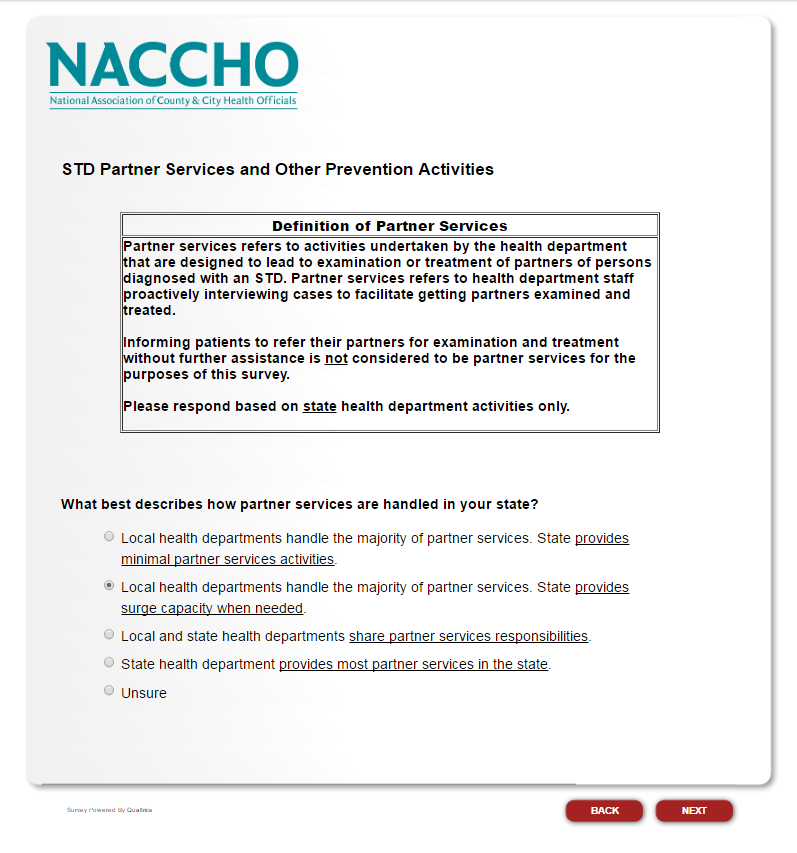 NACCHO
National Association of County & City Health Officials
STD Partner Services and Other Prevention Activities
Definition of Partner Services
Partner services refers to activities undertaken by the health department
that are designed to lead to examination or treatment of partners of persons
diagnosed with an STD. Partner services refers to health department staff
proactively interviewing cases to facilitate getting partners examined and
treated.
Informing patients to refer their partners for examination and treatment
without further assistance is not considered to be partner services for the
purposes of this survey.
Please respond based on state health department activities only.
What best describes how partner services are handled in your state?
Local health departments handle the majority of partner services. State provides
minimal partner services activities.
Local health departments handle the majority of partner services. State provides
surge capacity when needed.
Local and state health departments share partner services responsibilities.
State health department provides most partner services in the state.
Unsure
Survey Powered By Qualtrics
BACK
NEXT